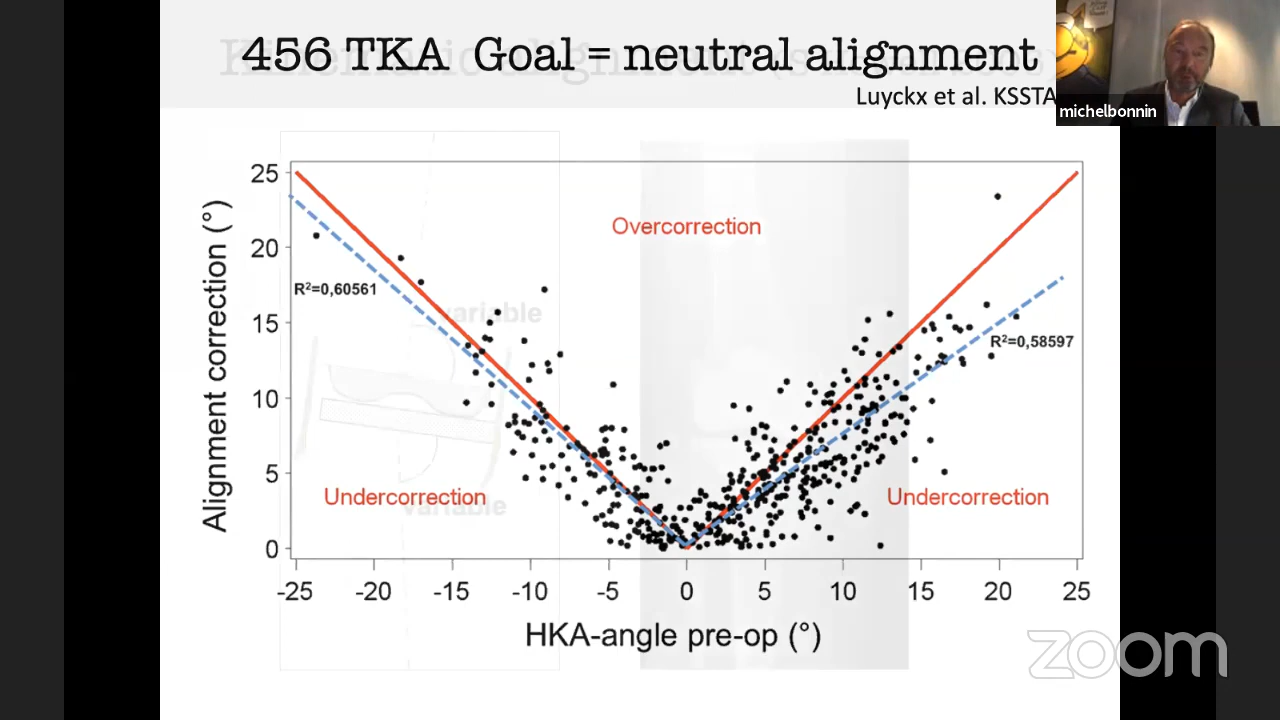 456 TKA Goal = neutral alignment
Luyckx et al. KSSTA
michelbonnin
25
20
15
10
5
0
Alignment correction (°)
Overcorrection
R²=0,60561
R²=0,58597
variable
Undercorrection
Undercorrection
variable
-25 -20 -15 -10 -5 0 5 10 15 20 25
HKA-angle pre-op (°)
zoom